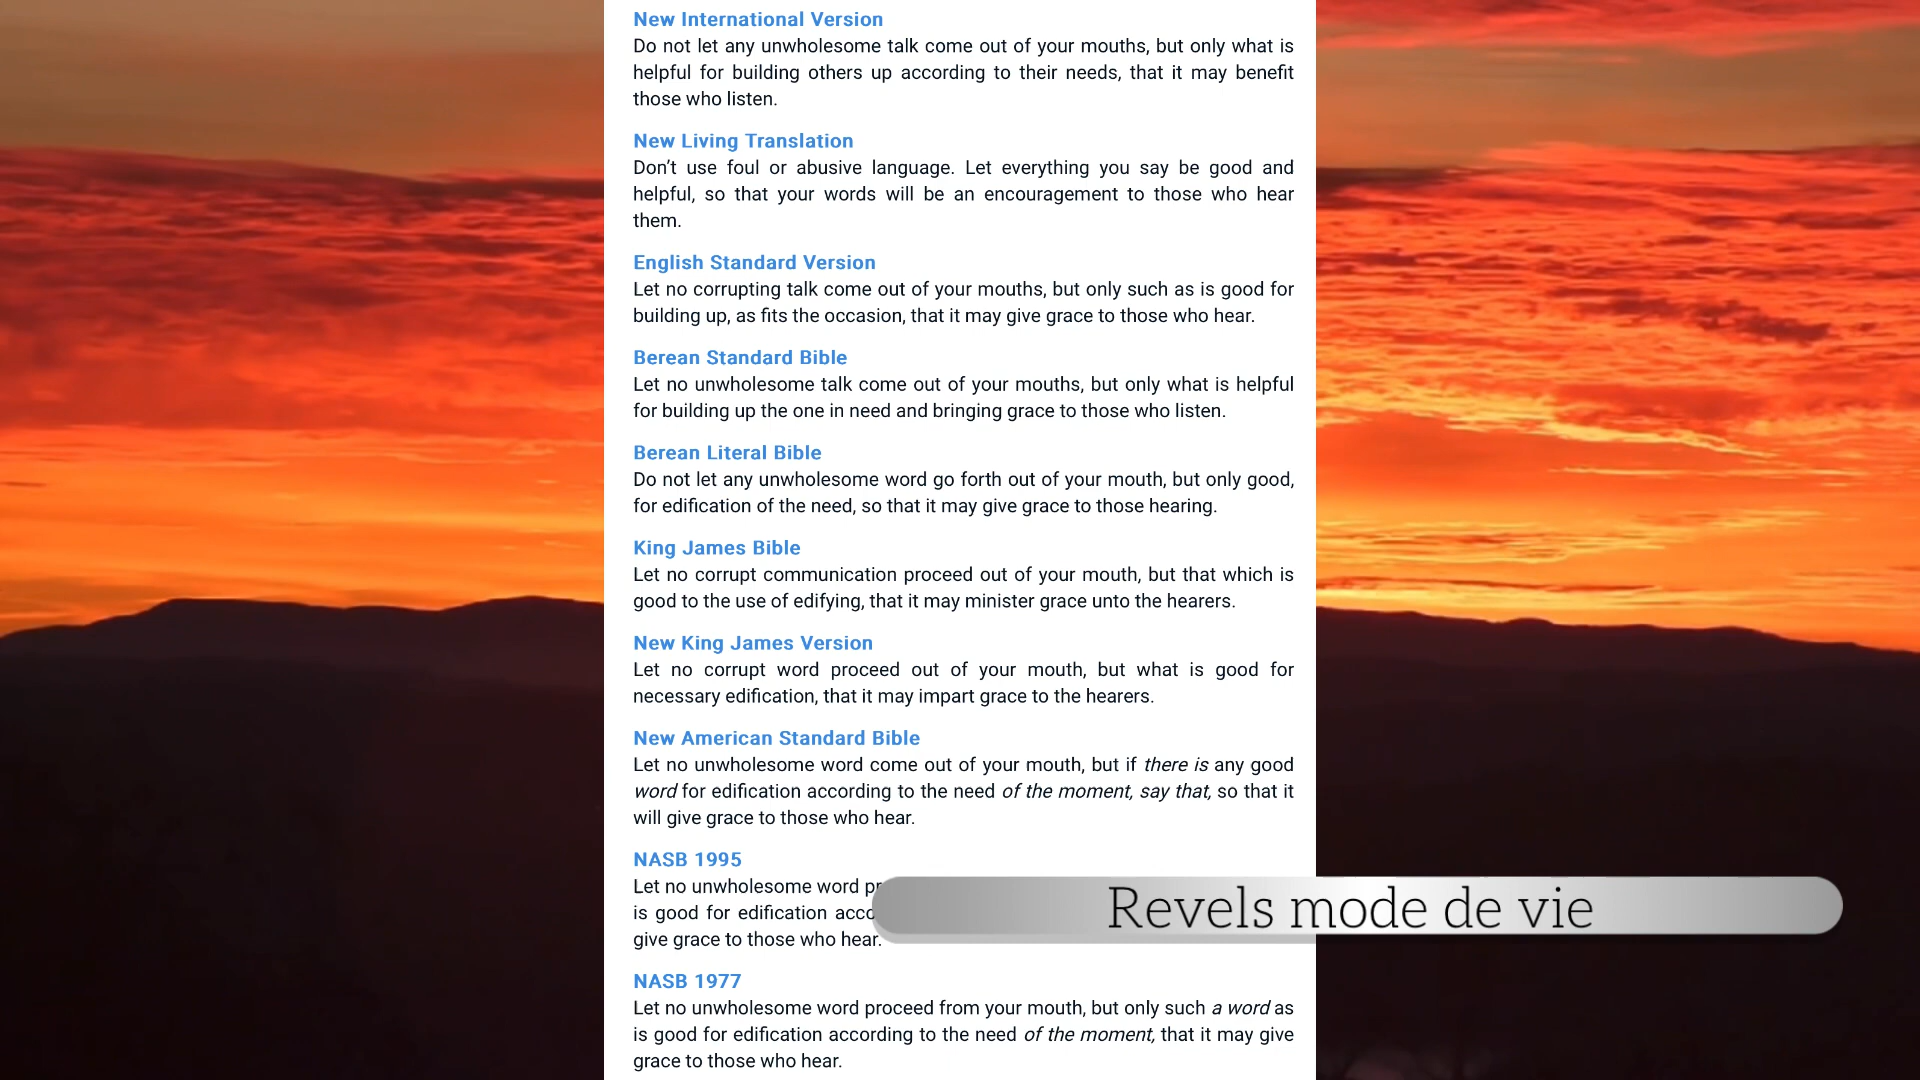 New International Version
Do not let any unwholesome talk come out of your mouths, but only what is
helpful for building others up according to their needs, that it may benefit
those who listen.
New Living Translation
Don’t use foul or abusive language. Let everything you say be good and
helpful, so that your words will be an encouragement to those who hear
them.
English Standard Version
Let no corrupting talk come out of your mouths, but only such as is good for
building up, as fits the occasion, that it may give grace to those who hear.
Berean Standard Bible
Let no unwholesome talk come out of your mouths, but only what is helpful
for building up the one in need and bringing grace to those who listen.
Berean Literal Bible
Do not let any unwholesome word go forth out of your mouth, but only good,
for edification of the need, so that it may give grace to those hearing.
King James Bible
Let no corrupt communication proceed out of your mouth, but that which is
good to the use of edifying, that it may minister grace unto the hearers.
New King James Version
Let no corrupt word proceed out of your mouth, but what is good for
necessary edification, that it may impart grace to the hearers.
New American Standard Bible
Let no unwholesome word come out of your mouth, but if there is any good
word for edification according to the need of the moment, say that, so that it
will give grace to those who hear.
NASB 1995
Let no unwholesome word
is good for edification
give grace to those who hear.
Revels mode de vie
NASB 1977
Let no unwholesome word proceed from your mouth, but only such a word as
is good for edification according to the need of the moment, that it may give
grace to those who hear.